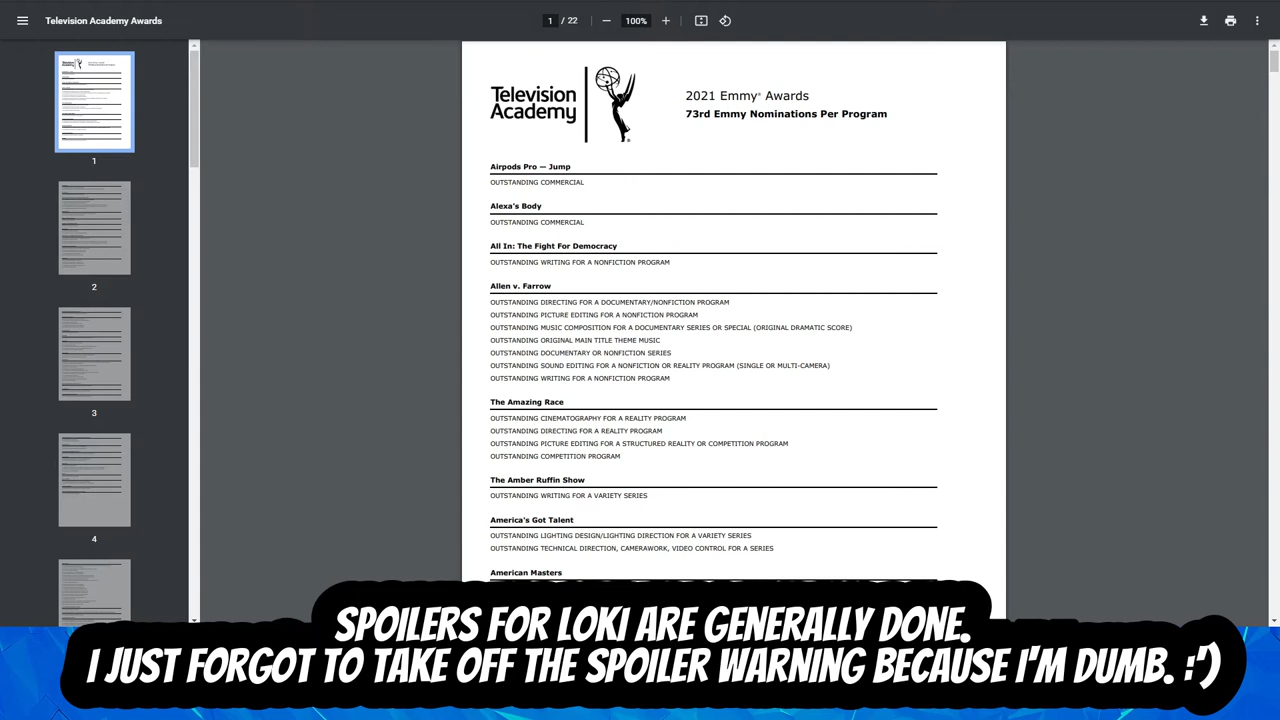 Television Academy Awards
1 / 22
100%
1
2
3
4
Television
Academy
2021 Emmy® Awards
73rd Emmy Nominations Per Program
Airpods Pro — Jump
OUTSTANDING COMMERCIAL
Alexa's Body
OUTSTANDING COMMERCIAL
All In: The Fight For Democracy
OUTSTANDING WRITING FOR A NONFICTION PROGRAM
Allen v. Farrow
OUTSTANDING DIRECTING FOR A DOCUMENTARY/NONFICTION PROGRAM
OUTSTANDING PICTURE EDITING FOR A NONFICTION PROGRAM
OUTSTANDING MUSIC COMPOSITION FOR A DOCUMENTARY SERIES OR SPECIAL (ORIGINAL DRAMATIC SCORE)
OUTSTANDING ORIGINAL MAIN TITLE THEME MUSIC
OUTSTANDING DOCUMENTARY OR NONFICTION SERIES
OUTSTANDING SOUND EDITING FOR A NONFICTION OR REALITY PROGRAM (SINGLE OR MULTI-CAMERA)
OUTSTANDING WRITING FOR A NONFICTION PROGRAM
The Amazing Race
OUTSTANDING CINEMATOGRAPHY FOR A REALITY PROGRAM
OUTSTANDING DIRECTING FOR A REALITY PROGRAM
OUTSTANDING PICTURE EDITING FOR A STRUCTURED REALITY OR COMPETITION PROGRAM
OUTSTANDING COMPETITION PROGRAM
The Amber Ruffin Show
OUTSTANDING WRITING FOR A VARIETY SERIES
America's Got Talent
OUTSTANDING LIGHTING DESIGN/LIGHTING DIRECTION FOR A VARIETY SERIES
OUTSTANDING TECHNICAL DIRECTION, CAMERAWORK, VIDEO CONTROL FOR A SERIES
American Masters
SPOILERS FOR LOKI ARE GENERALLY DONE.
I JUST FORGOT TO TAKE OFF THE SPOILER WARNING BECAUSE I'M DUMB. :')